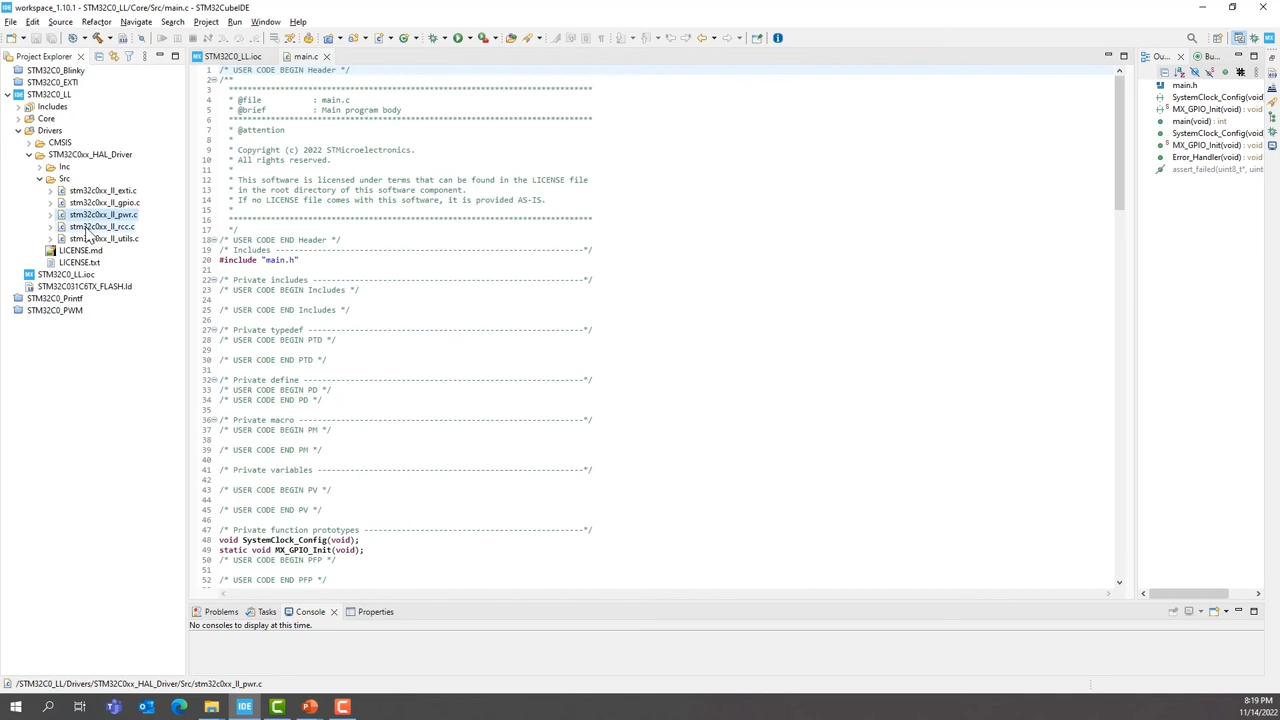 workspace_1.10.1 - STM32C0_LL/Core/Src/main.c - STM32CubeIDE
File Edit Source Refactor Navigate Search Project Run Window Help
Project Explorer
STM32C0_Blinky
STM32C0_EXTI
STM32C0_LL
Includes
Core
Drivers
CMSIS
STM32C0xx_HAL_Driver
Inc
Src
stm32c0xx_ll_exti.c
stm32c0xx_ll_gpio.c
stm32c0xx_ll_pwr.c
stm32c0xx_ll_rcc.c
stm32c0xx_ll_utils.c
LICENSE.md
LICENSE.txt
STM32C0_LL.ioc
STM32C031C6TX_FLASH.ld
STM32C0_Printf
STM32C0_PWM
STM32C0_LL.ioc main.c
1 /* USER CODE BEGIN Header */
2 /**
3 ******************************************************************************
4 * @file : main.c
5 * @brief : Main program body
6 ******************************************************************************
7 * @attention
8 *
9 * Copyright (c) 2022 STMicroelectronics.
10 * All rights reserved.
11 *
12 * This software is licensed under terms that can be found in the LICENSE file
13 * in the root directory of this software component.
14 * If no LICENSE file comes with this software, it is provided AS-IS.
15 *
16 ******************************************************************************
17 */
18 /* USER CODE END Header */
19 /* Includes ------------------------------------------------------------------*/
20 #include "main.h"
21
22 /* Private includes ----------------------------------------------------------*/
23 /* USER CODE BEGIN Includes */
24
25 /* USER CODE END Includes */
26
27 /* Private typedef -----------------------------------------------------------*/
28 /* USER CODE BEGIN PTD */
29
30 /* USER CODE END PTD */
31
32 /* Private define ------------------------------------------------------------*/
33 /* USER CODE BEGIN PD */
34 /* USER CODE END PD */
35
36 /* Private macro -------------------------------------------------------------*/
37 /* USER CODE BEGIN PM */
38
39 /* USER CODE END PM */
40
41 /* Private variables ---------------------------------------------------------*/
42
43 /* USER CODE BEGIN PV */
44
45 /* USER CODE END PV */
46
47 /* Private function prototypes -----------------------------------------------*/
48 void SystemClock_Config(void);
49 static void MX_GPIO_Init(void);
50 /* USER CODE BEGIN PFP */
51
52 /* USER CODE END PFP */
Ou... Bu...
main.h
SystemClock_Config(void)
MX_GPIO_Init(void) : void
main(void) : int
SystemClock_Config(void)
MX_GPIO_Init(void) : void
Error_Handler(void) : void
assert_failed(uint8_t*, uint
Problems Tasks Console Properties
No consoles to display at this time.
/STM32C0_LL/Drivers/STM32C0xx_HAL_Driver/Src/stm32c0xx_ll_pwr.c
IDE
8:19 PM
11/14/2022